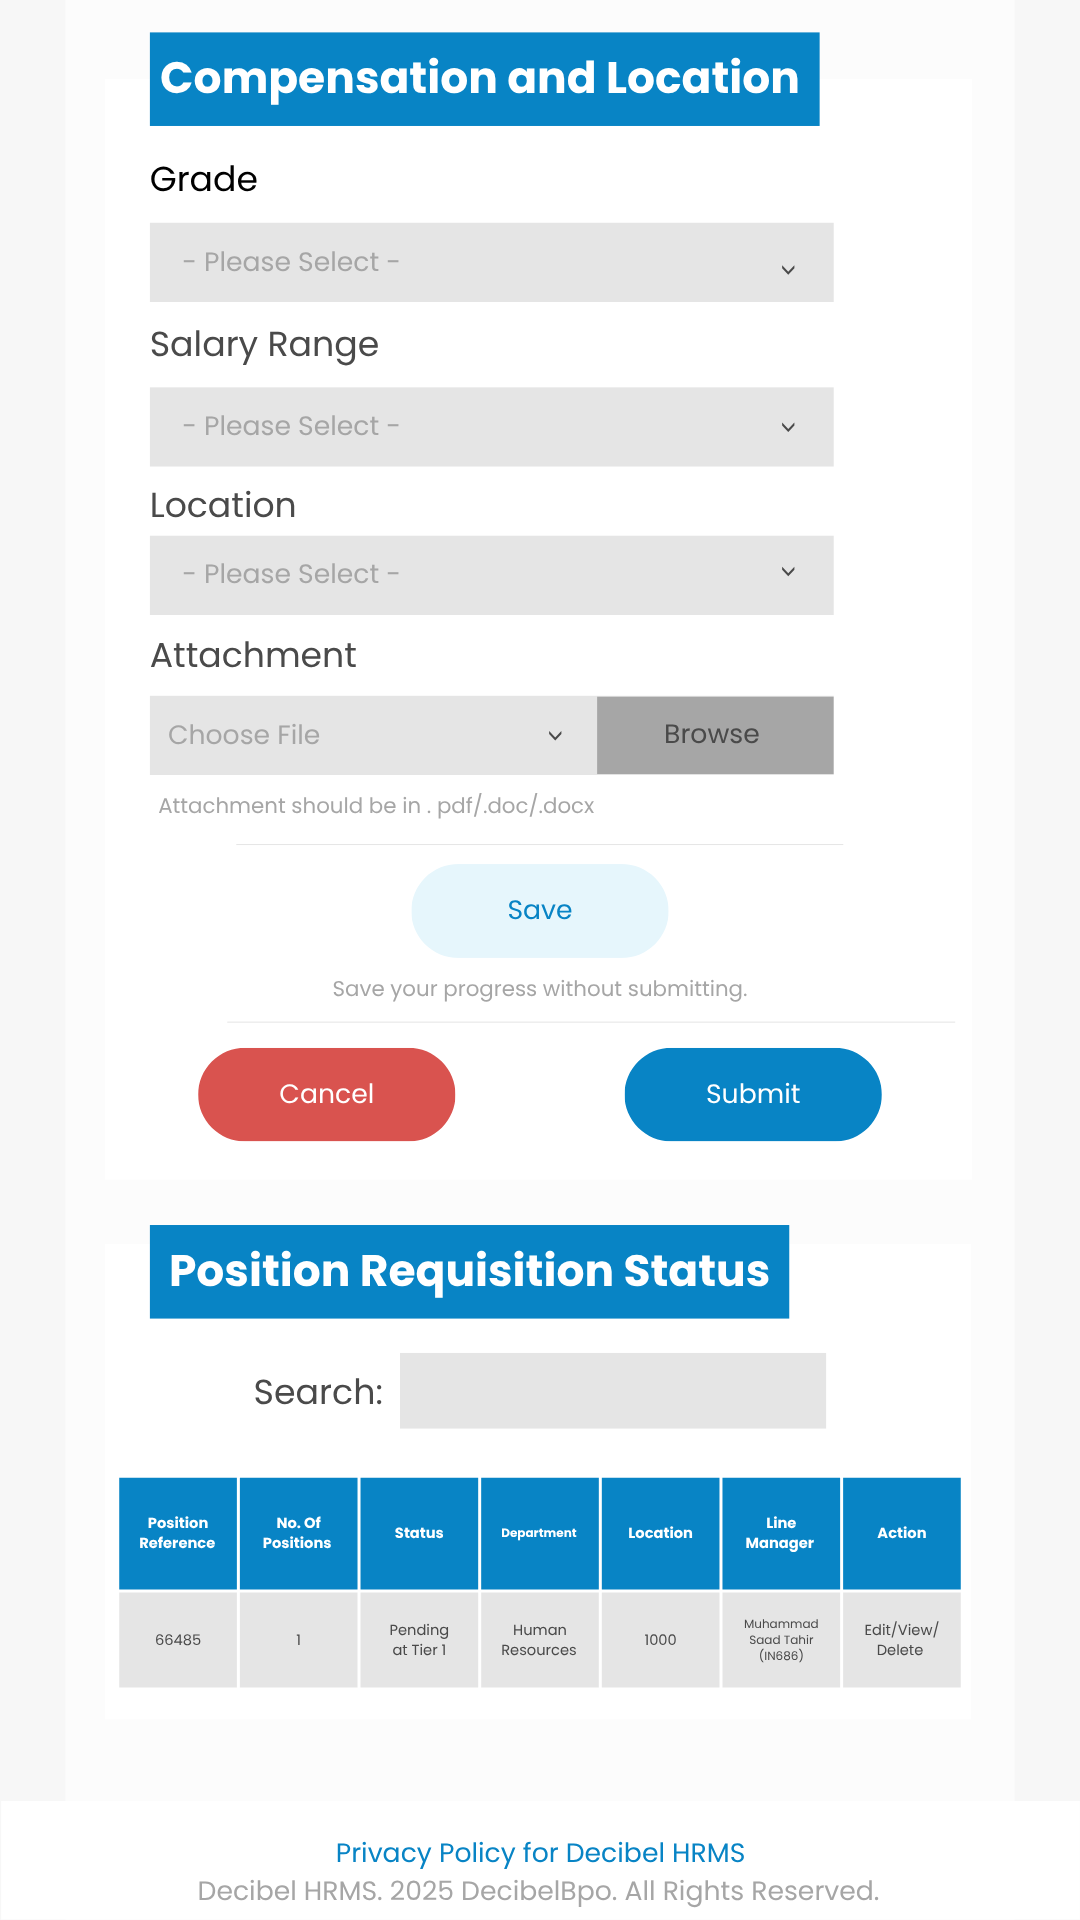 Compensation and Location
Grade
- Please Select -
Salary Range
- Please Select -
Location
- Please Select -
Attachment
Choose File
Browse
Attachment should be in . pdf/.doc/.docx
Save
Save your progress without submitting.
Cancel
Submit
Position Requisition Status
Search:
Position Reference
No. Of Positions
Status
Department
Location
Line Manager
Action
66485
1
Pending at Tier 1
Human Resources
1000
Muhammad Saad Tahir (IN686)
Edit/View/ Delete
Privacy Policy for Decibel HRMS
Decibel HRMS. 2025 DecibelBpo. All Rights Reserved.